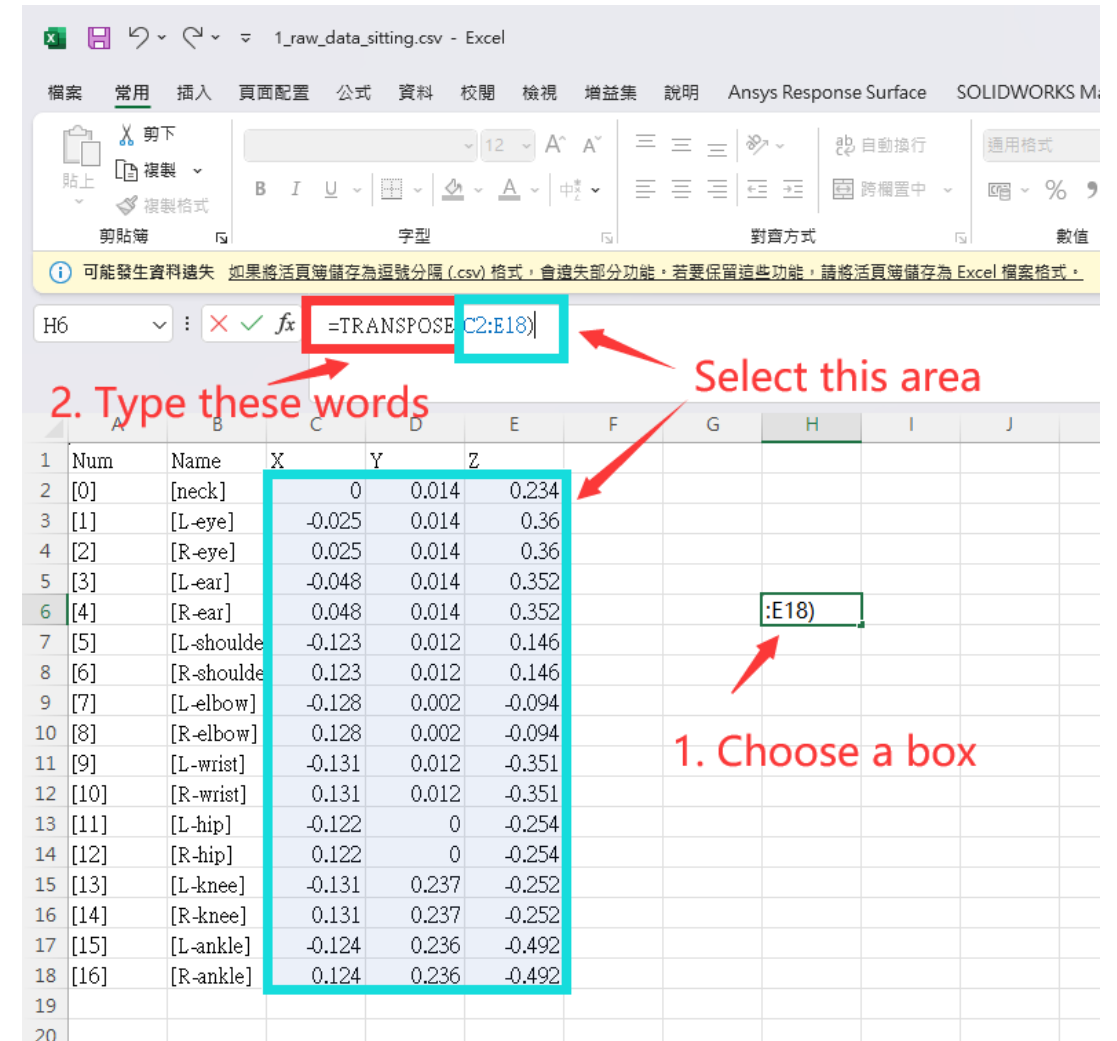 1_raw_data_sitting.csv - Excel
檔案 常用 插入 頁面配置 公式 資料 校閱 檢視 增益集 說明 Ansys Response Surface SOLIDWORKS Ma
貼上 剪下 複製 複製格式
12 A^ Aˇ ab 自動換行 通用格式
B I U A 中 跨欄置中 % 9
剪貼簿 字型 對齊方式 數值
可能發生資料遺失 如果將活頁簿儲存為逗號分隔 (.csv) 格式，會遺失部分功能。若要保留這些功能，請將活頁簿儲存為 Excel 檔案格式。
H6 fx =TRANSPOSE C2:E18)
Select this area
2. Type these words
A B C D E F G H I J
1 Num Name X Y Z
2 [0] [neck] 0 0.014 0.234
3 [1] [L-eye] -0.025 0.014 0.36
4 [2] [R-eye] 0.025 0.014 0.36
5 [3] [L-ear] -0.048 0.014 0.352
6 [4] [R-ear] 0.048 0.014 0.352 :E18)
7 [5] [L-shoulde -0.123 0.012 0.146
8 [6] [R-shoulde 0.123 0.012 0.146
9 [7] [L-elbow] -0.128 0.002 -0.094
10 [8] [R-elbow] 0.128 0.002 -0.094
1. Choose a box
11 [9] [L-wrist] -0.131 0.012 -0.351
12 [10] [R-wrist] 0.131 0.012 -0.351
13 [11] [L-hip] -0.122 0 -0.254
14 [12] [R-hip] 0.122 0 -0.254
15 [13] [L-knee] -0.131 0.237 -0.252
16 [14] [R-knee] 0.131 0.237 -0.252
17 [15] [L-ankle] -0.124 0.236 -0.492
18 [16] [R-ankle] 0.124 0.236 -0.492
19
20